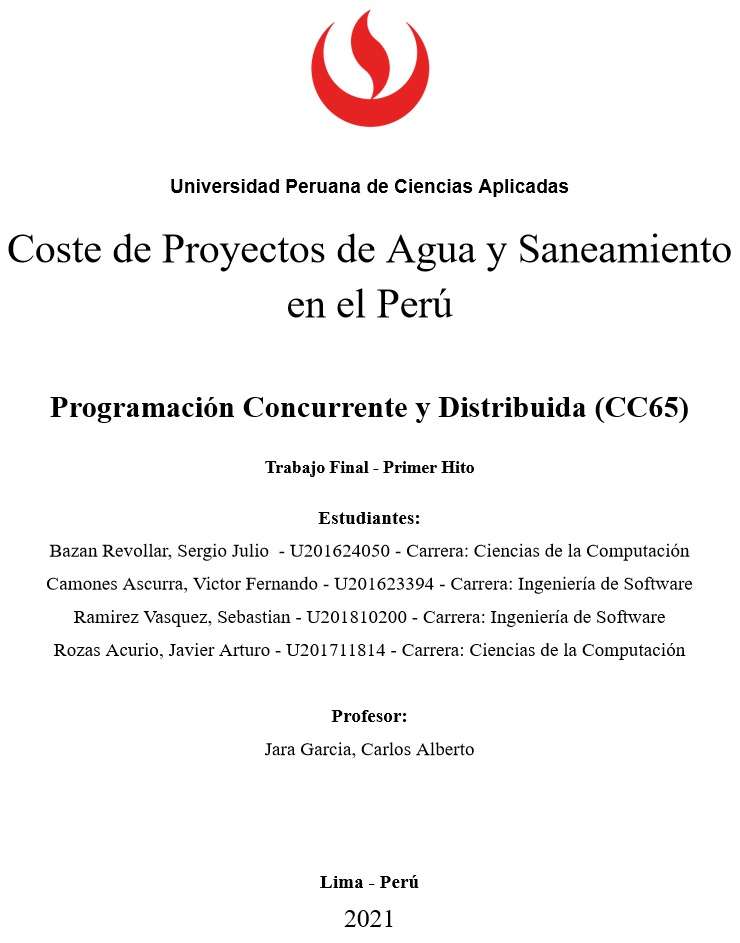 Universidad Peruana de Ciencias Aplicadas
Coste de Proyectos de Agua y Saneamiento
en el Perú
Programación Concurrente y Distribuida (CC65)
Trabajo Final - Primer Hito
Estudiantes:
Bazan Revollar, Sergio Julio - U201624050 - Carrera: Ciencias de la Computación
Camones Ascurra, Victor Fernando - U201623394 - Carrera: Ingeniería de Software
Ramirez Vasquez, Sebastian - U201810200 - Carrera: Ingeniería de Software
Rozas Acurio, Javier Arturo - U201711814 - Carrera: Ciencias de la Computación
Profesor:
Jara Garcia, Carlos Alberto
Lima - Perú
2021